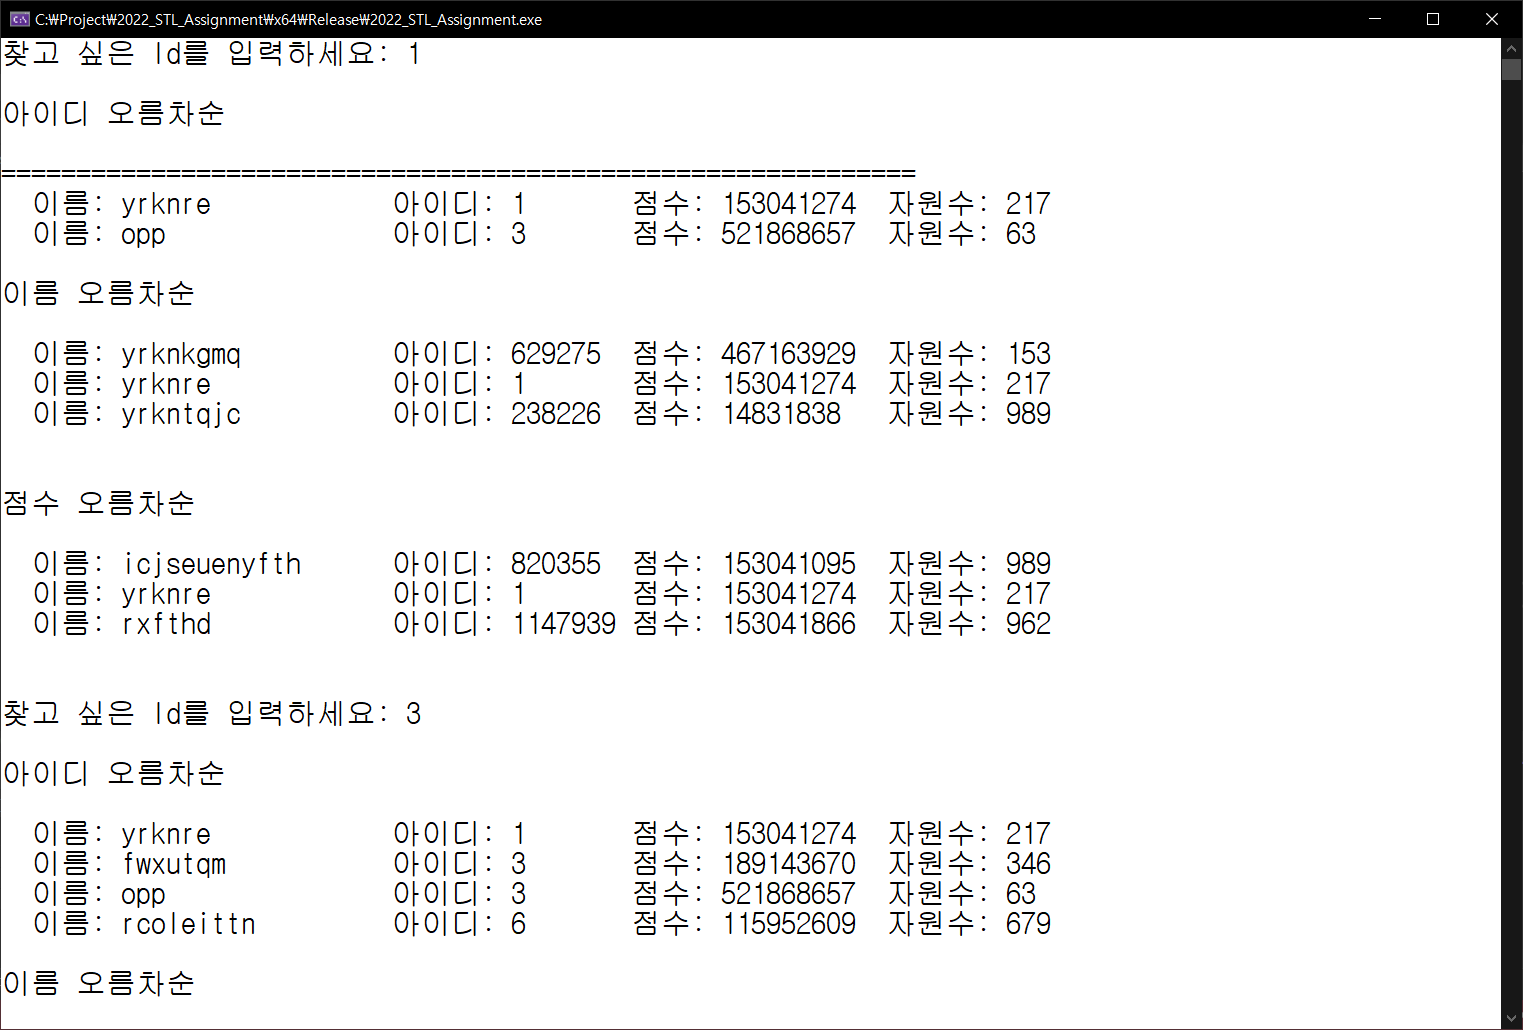 C:\Project\2022_STL_Assignment\x64\Release\2022_STL_Assignment.exe
찾고 싶은 Id를 입력하세요: 1
아이디 오름차순
=============================================================
이름: yrknre 아이디: 1 점수: 153041274 자원수: 217
이름: opp 아이디: 3 점수: 521868657 자원수: 63
이름 오름차순
이름: yrknkgmq 아이디: 629275 점수: 467163929 자원수: 153
이름: yrknre 아이디: 1 점수: 153041274 자원수: 217
이름: yrkntqjc 아이디: 238226 점수: 14831838 자원수: 989
점수 오름차순
이름: icjseuenyfth 아이디: 820355 점수: 153041095 자원수: 989
이름: yrknre 아이디: 1 점수: 153041274 자원수: 217
이름: rxfthd 아이디: 1147939 점수: 153041866 자원수: 962
찾고 싶은 Id를 입력하세요: 3
아이디 오름차순
이름: yrknre 아이디: 1 점수: 153041274 자원수: 217
이름: fwxutqm 아이디: 3 점수: 189143670 자원수: 346
이름: opp 아이디: 3 점수: 521868657 자원수: 63
이름: rcoleittn 아이디: 6 점수: 115952609 자원수: 679
이름 오름차순